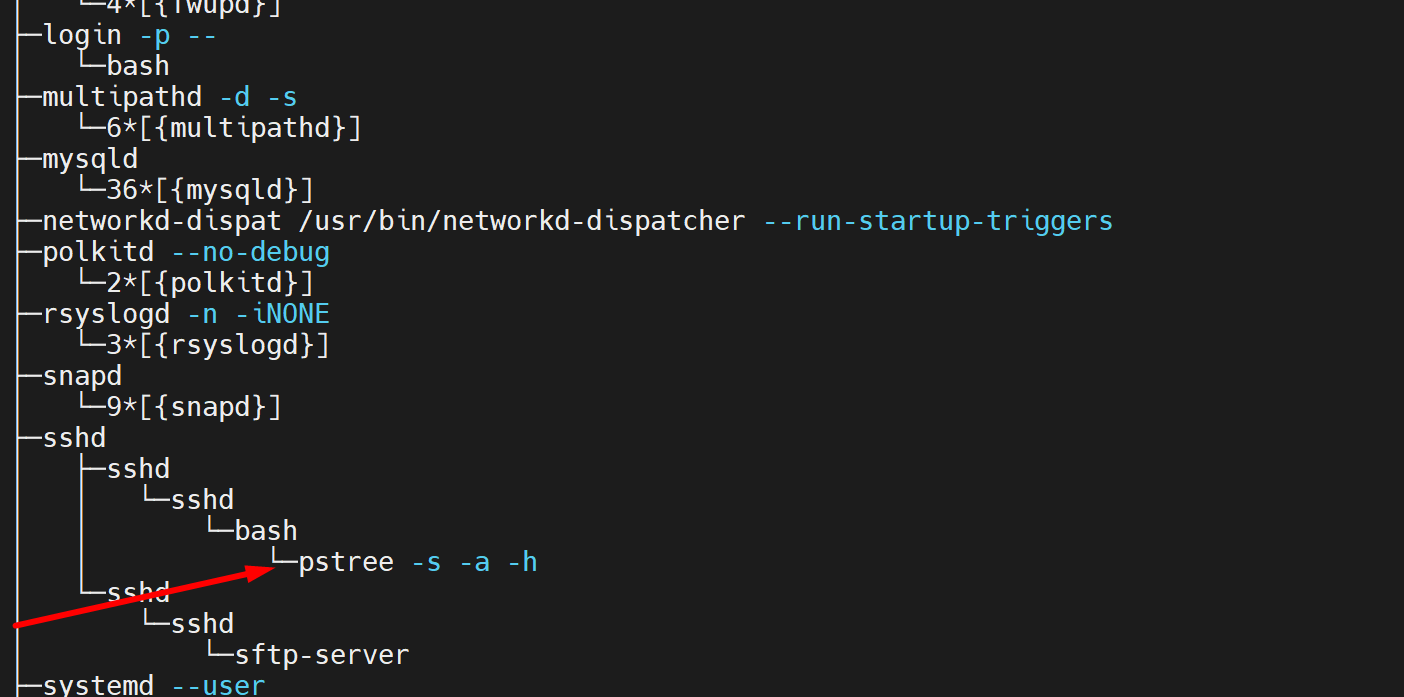 └─4*[{fwupd}]
├─login -p --
│   └─bash
├─multipathd -d -s
│   └─6*[{multipathd}]
├─mysqld
│   └─36*[{mysqld}]
├─networkd-dispat /usr/bin/networkd-dispatcher --run-startup-triggers
├─polkitd --no-debug
│   └─2*[{polkitd}]
├─rsyslogd -n -iNONE
│   └─3*[{rsyslogd}]
├─snapd
│   └─9*[{snapd}]
├─sshd
│   ├─sshd
│   │   └─sshd
│   │       └─bash
│   │           └─pstree -s -a -h
│   └─sshd
│       └─sshd
│           └─sftp-server
├─systemd --user